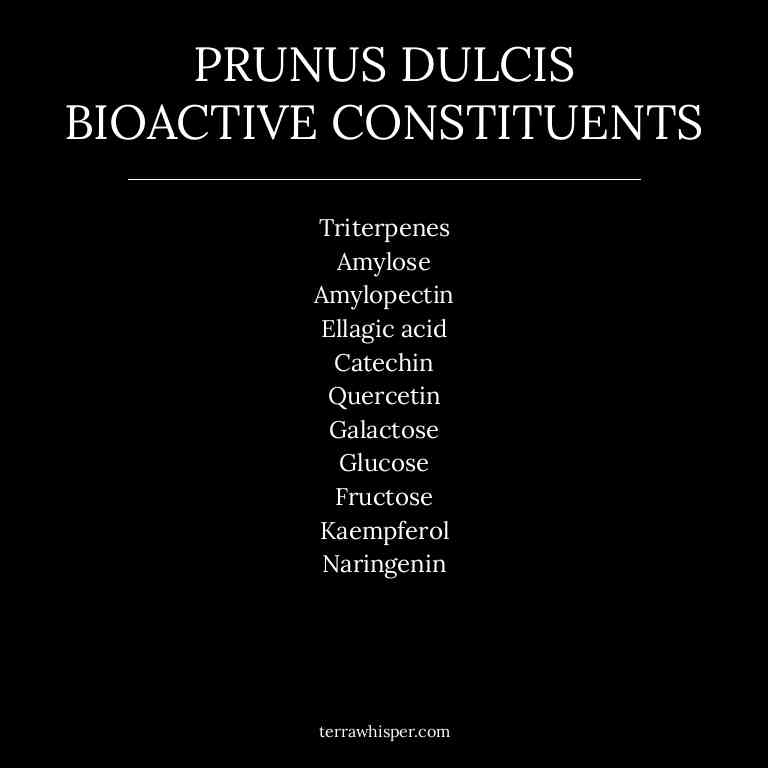 PRUNUS DULCIS
BIOACTIVE CONSTITUENTS
Triterpenes
Amylose
Amylopectin
Ellagic acid
Catechin
Quercetin
Galactose
Glucose
Fructose
Kaempferol
Naringenin
terrawhisper.com